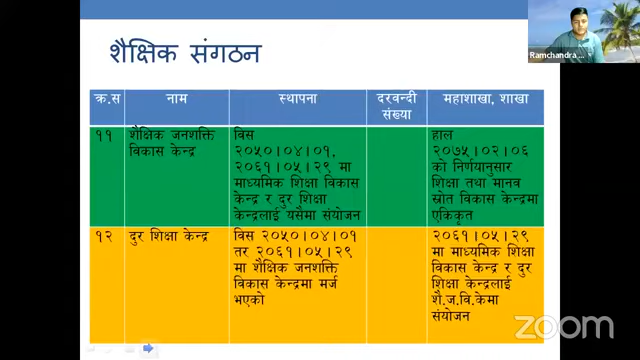 शैक्षिक संगठन
Ramchandra ...
क्र.स
नाम
स्थापना
दरवन्दी
संख्या
महाशाखा, शाखा
११
शैक्षिक जनशक्ति
विकास केन्द्र
विस
२०५०।०४।०१,
२०६१।०५।२९ मा
माध्यमिक शिक्षा विकास
केन्द्र र दुर शिक्षा
केन्द्रलाई यसैमा संयोजन
हाल
२०७५।०२।०६
को निर्णयानुसार
शिक्षा तथा मानव
स्रोत विकास केन्द्रमा
एकिकृत
१२
दुर शिक्षा केन्द्र
विस २०५०।०४।०१
तर २०६१।०५।२९
मा शैक्षिक जनशक्ति
विकास केन्द्रमा मर्ज
भएको
२०६१।०५।२९
मा माध्यमिक शिक्षा
विकास केन्द्र र दुर
शिक्षा केन्द्रलाई
शै.ज.वि.केमा
संयोजन
zoom